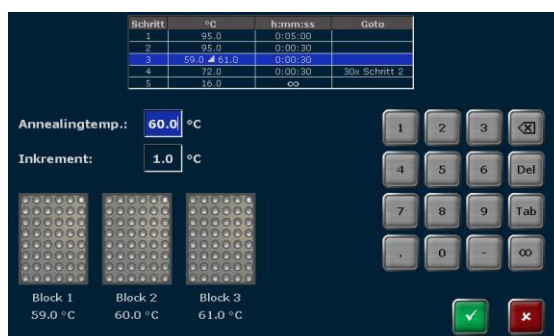 Schritt °C h:mm:ss Goto
1 95.0 0:05:00
2 95.0 0:00:30
3 59.0 61.0 0:00:30
4 72.0 0:00:30 30x Schritt 2
5 16.0 ∞
Annealingtemp.: 60.0 °C
Inkrement: 1.0 °C
1 2 3
4 5 6 Del
7 8 9 Tab
. 0 - ∞
Block 1 Block 2 Block 3
59.0 °C 60.0 °C 61.0 °C